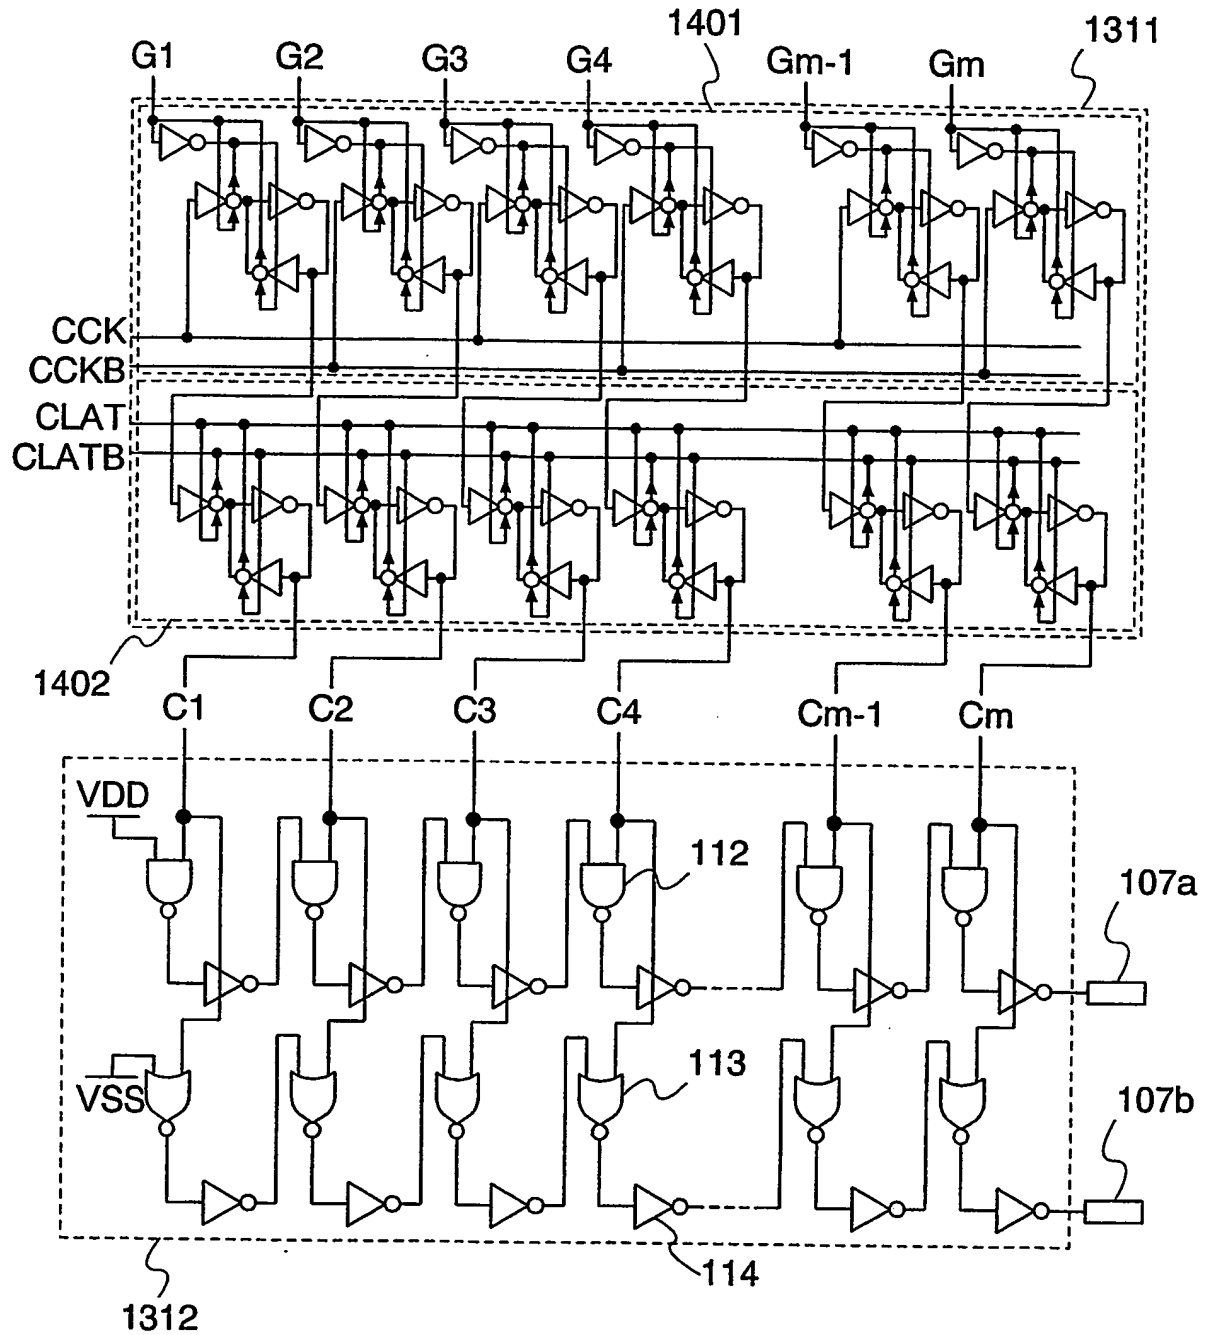 1401
1311
G1 G2 G3 G4 Gm-1 Gm
CCK
CCKB
CLAT
CLATB
1402
C1 C2 C3 C4 Cm-1 Cm
VDD
112
107a
VSS
113
107b
114
1312